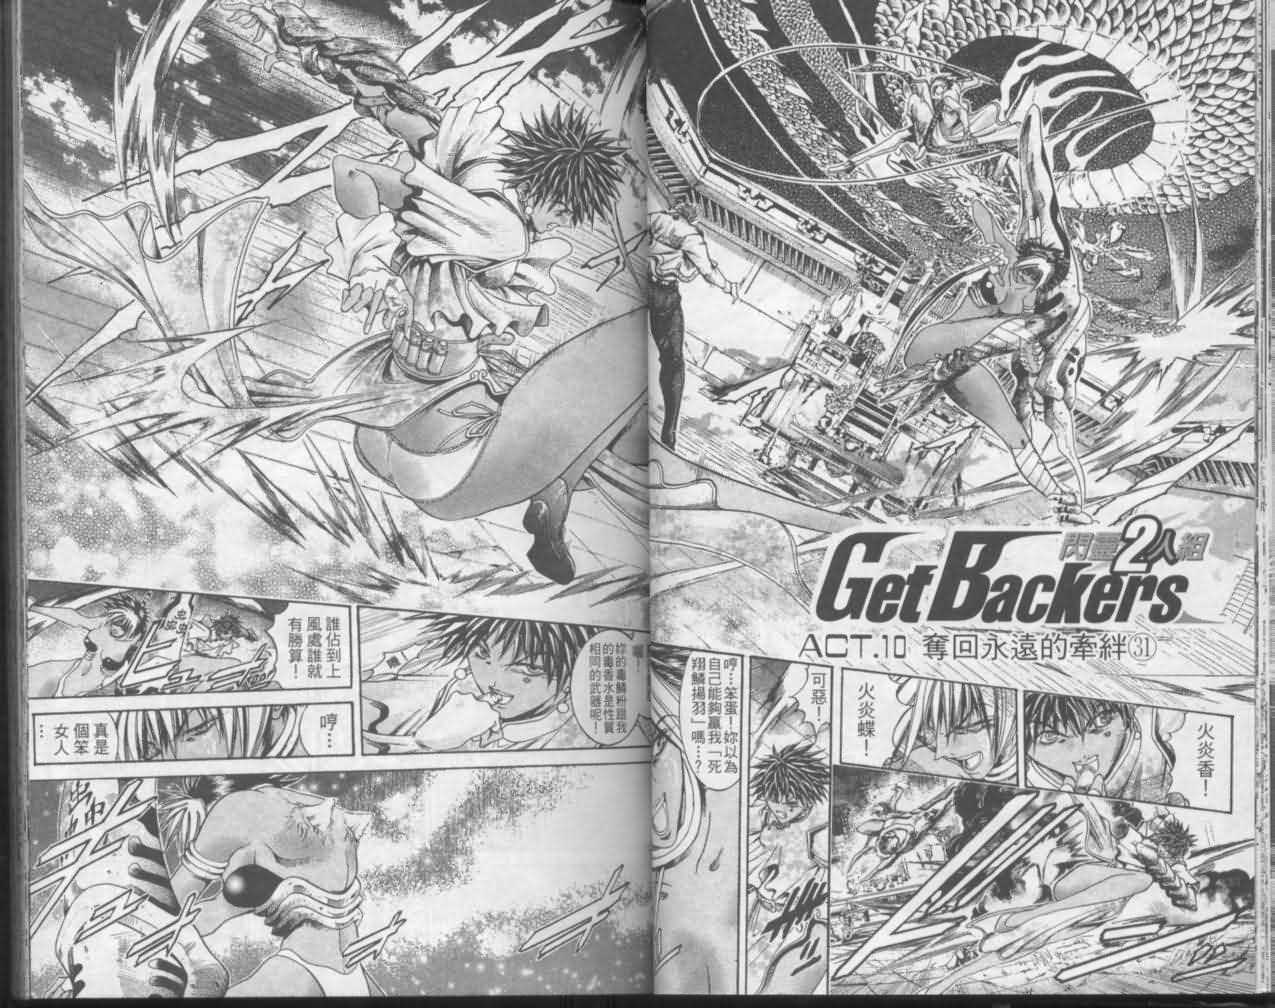 GetBackers
閃靈2人組
ACT.10 奪回永遠的牽絆㉛
火炎香！
火炎蝶！
可惡！
哼…笨蛋！妳以為
自己能夠贏我「死
翔鱗揚羽」嗎…？
妳的毒鱗粉跟我
的毒香水是性質
相同的武器呢！
誰佔到上
風處誰就
有勝算！
哼…
真是
個笨
女人
…